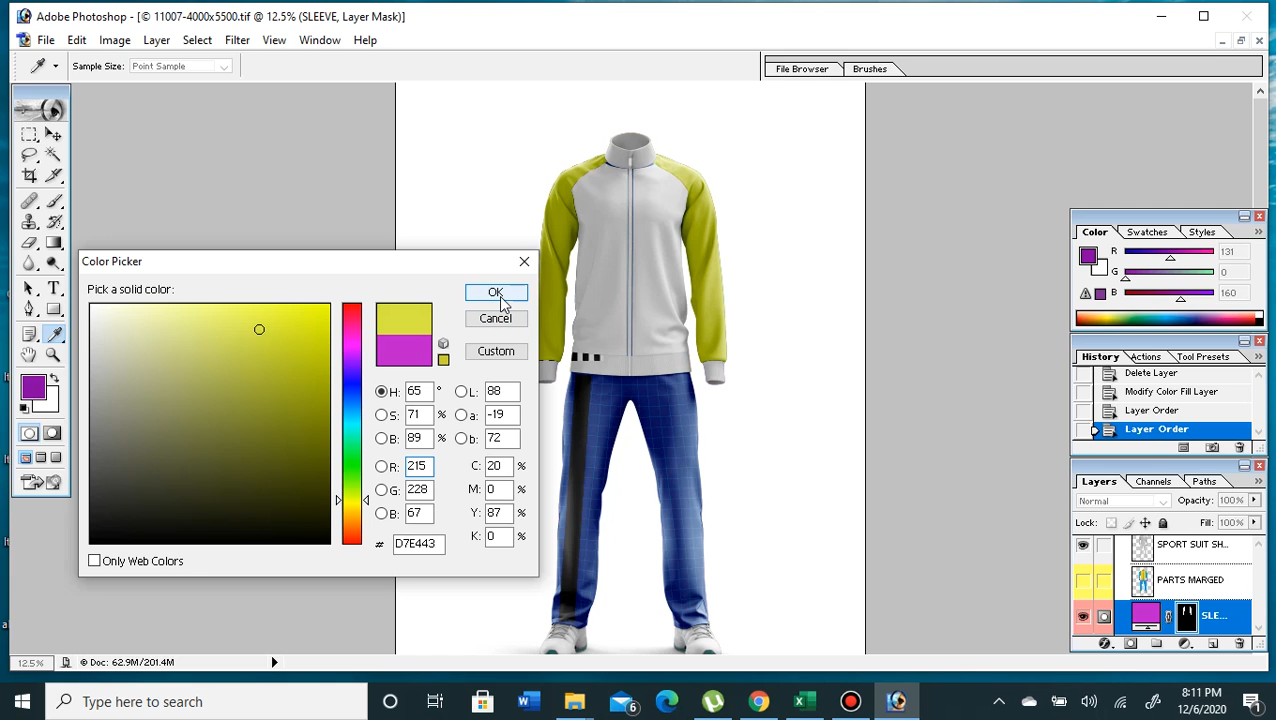 Adobe Photoshop - [© 11007-4000x5500.tif @ 12.5% (SLEEVE, Layer Mask)]
File Edit Image Layer Select Filter View Window Help
Sample Size: Point Sample
File Browser Brushes
Color Picker
Pick a solid color:
OK
Cancel
Custom
H: 65 ° L: 88
S: 71 % a: -19
B: 89 % b: 72
R: 215 C: 20 %
G: 228 M: 0 %
B: 67 Y: 87 %
# D7E443 K: 0 %
Only Web Colors
Color Swatches Styles
R 131
G 0
B 160
History Actions Tool Presets
Delete Layer
Modify Color Fill Layer
Layer Order
Layer Order
Layers Channels Paths
Normal Opacity: 100%
Lock: Fill: 100%
SPORT SUIT SH...
PARTS MARGED
SLE...
12.5% © Doc: 62.9M/201.4M
Type here to search
6
8:11 PM
12/6/2020
1